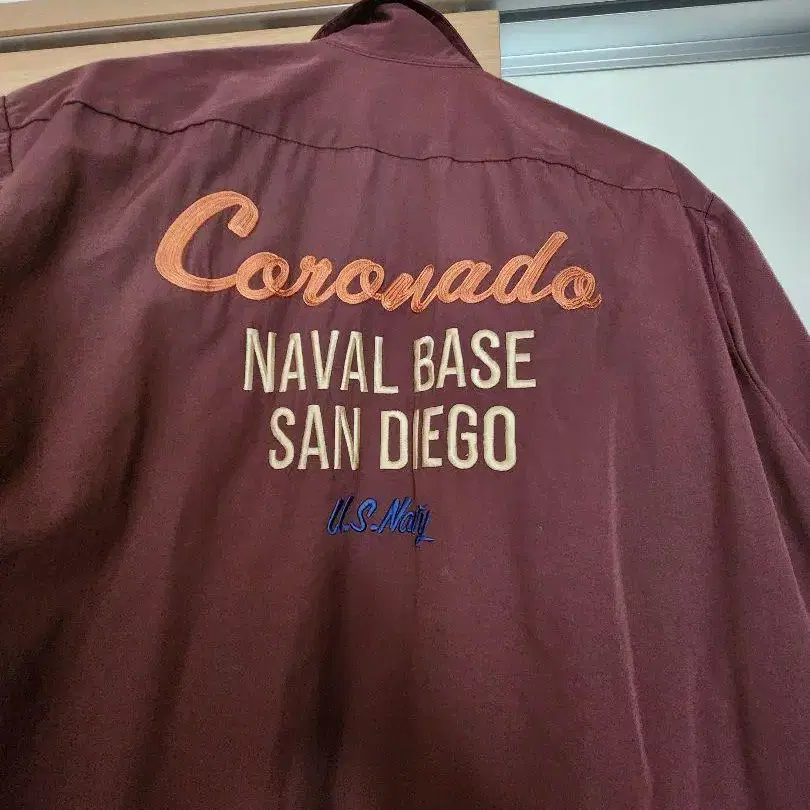 Coronado
NAVAL BASE
SAN DIEGO
U.S.Navy